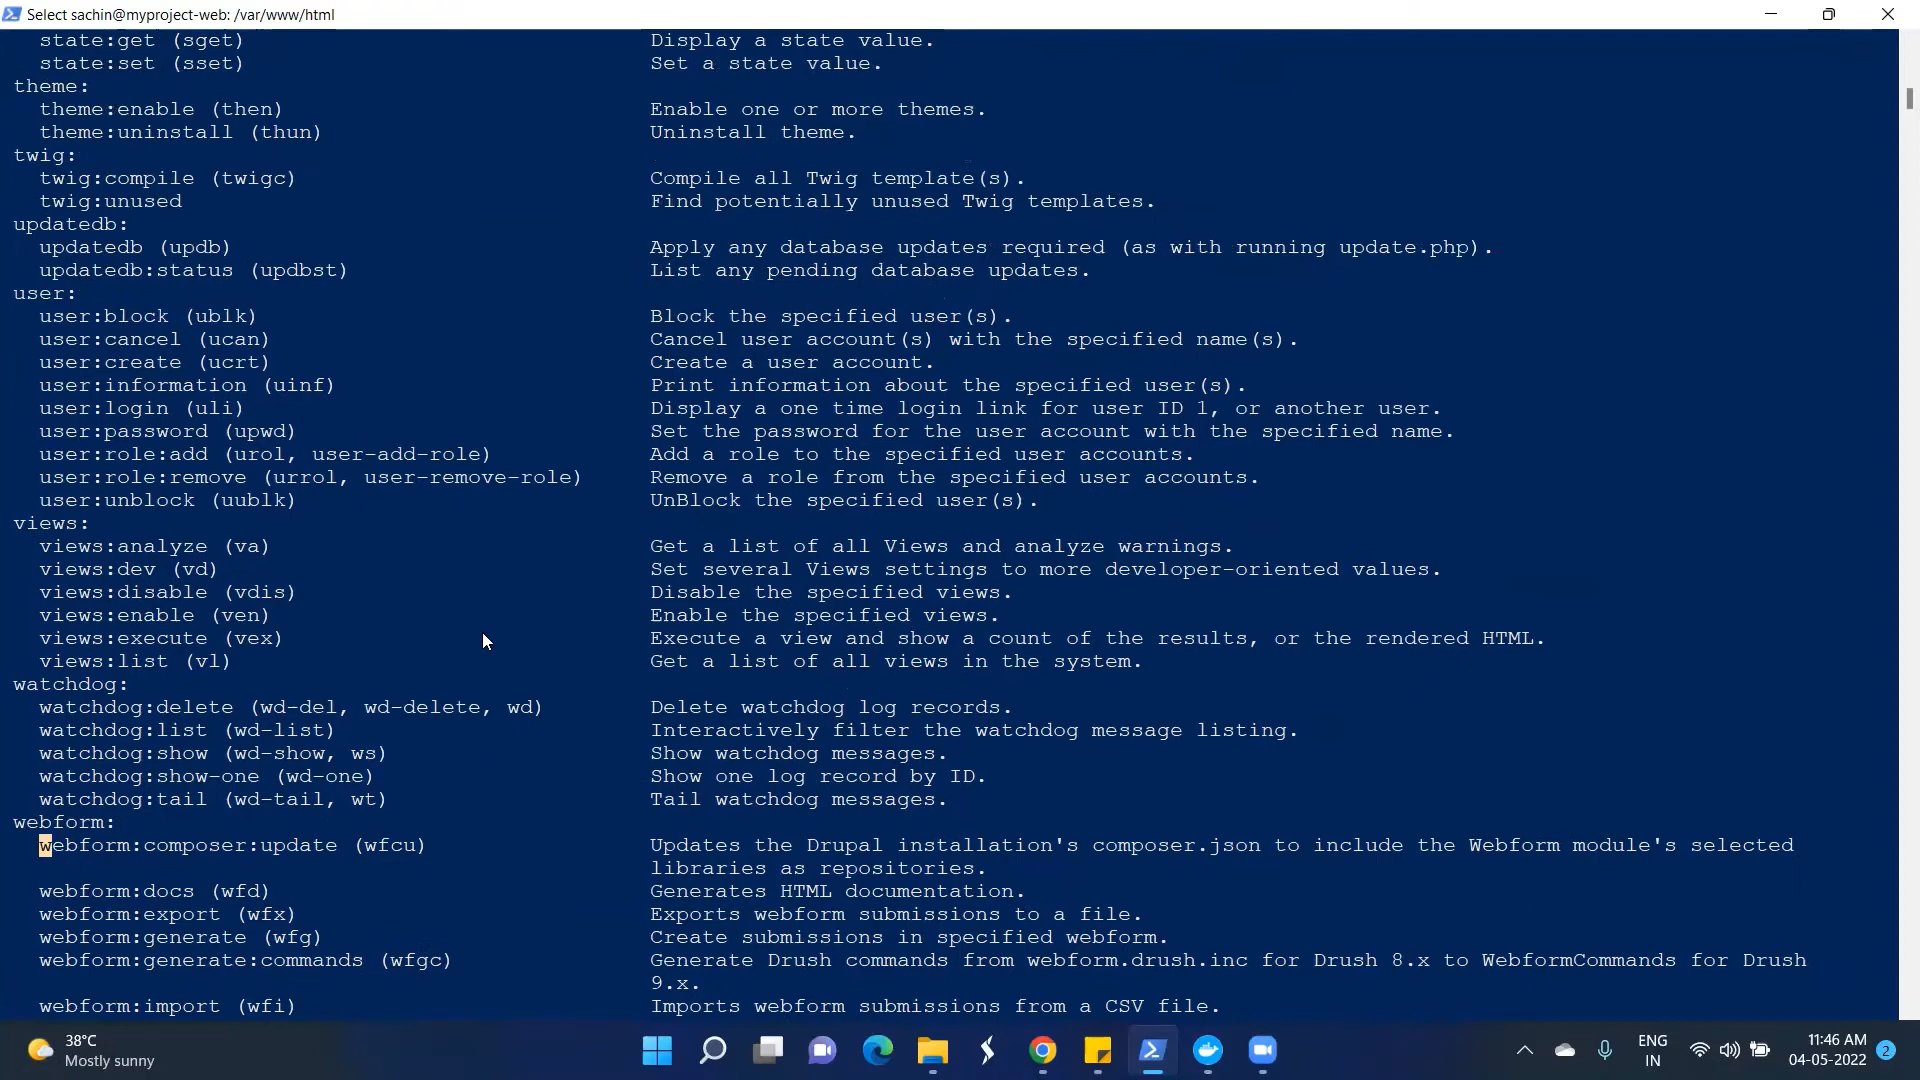 Select sachin@myproject-web: /var/www/html
state:get (sget) Display a state value.
state:set (sset) Set a state value.
theme:
theme:enable (then) Enable one or more themes.
theme:uninstall (thun) Uninstall theme.
twig:
twig:compile (twigc) Compile all Twig template(s).
twig:unused Find potentially unused Twig templates.
updatedb:
updatedb (updb) Apply any database updates required (as with running update.php).
updatedb:status (updbst) List any pending database updates.
user:
user:block (ublk) Block the specified user(s).
user:cancel (ucan) Cancel user account(s) with the specified name(s).
user:create (ucrt) Create a user account.
user:information (uinf) Print information about the specified user(s).
user:login (uli) Display a one time login link for user ID 1, or another user.
user:password (upwd) Set the password for the user account with the specified name.
user:role:add (urol, user-add-role) Add a role to the specified user accounts.
user:role:remove (urrol, user-remove-role) Remove a role from the specified user accounts.
user:unblock (uublk) UnBlock the specified user(s).
views:
views:analyze (va) Get a list of all Views and analyze warnings.
views:dev (vd) Set several Views settings to more developer-oriented values.
views:disable (vdis) Disable the specified views.
views:enable (ven) Enable the specified views.
views:execute (vex) Execute a view and show a count of the results, or the rendered HTML.
views:list (vl) Get a list of all views in the system.
watchdog:
watchdog:delete (wd-del, wd-delete, wd) Delete watchdog log records.
watchdog:list (wd-list) Interactively filter the watchdog message listing.
watchdog:show (wd-show, ws) Show watchdog messages.
watchdog:show-one (wd-one) Show one log record by ID.
watchdog:tail (wd-tail, wt) Tail watchdog messages.
webform:
webform:composer:update (wfcu) Updates the Drupal installation's composer.json to include the Webform module's selected
libraries as repositories.
webform:docs (wfd) Generates HTML documentation.
webform:export (wfx) Exports webform submissions to a file.
webform:generate (wfg) Create submissions in specified webform.
webform:generate:commands (wfgc) Generate Drush commands from webform.drush.inc for Drush 8.x to WebformCommands for Drush
9.x.
webform:import (wfi) Imports webform submissions from a CSV file.
38°C
Mostly sunny
ENG
IN
11:46 AM
04-05-2022
2